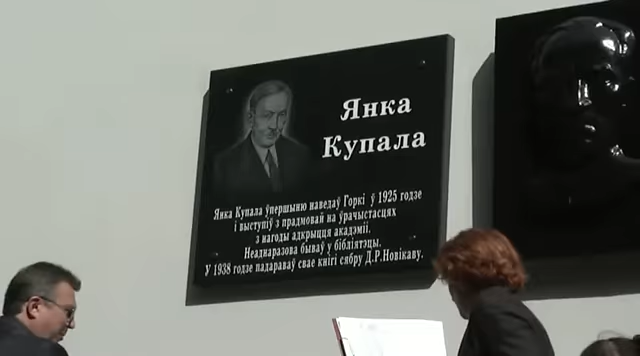 Янка
Купала
Янка Купала ўпершыню наведаў Горкі ў 1925 годзе
і выступіў з прадмовай на ўрачыстасцях
з нагоды адкрыцця акадэміі.
Неаднаразова бываў у бібліятэцы.
У 1938 годзе падараваў свае кнігі сябру Д.Р.Новікаву.